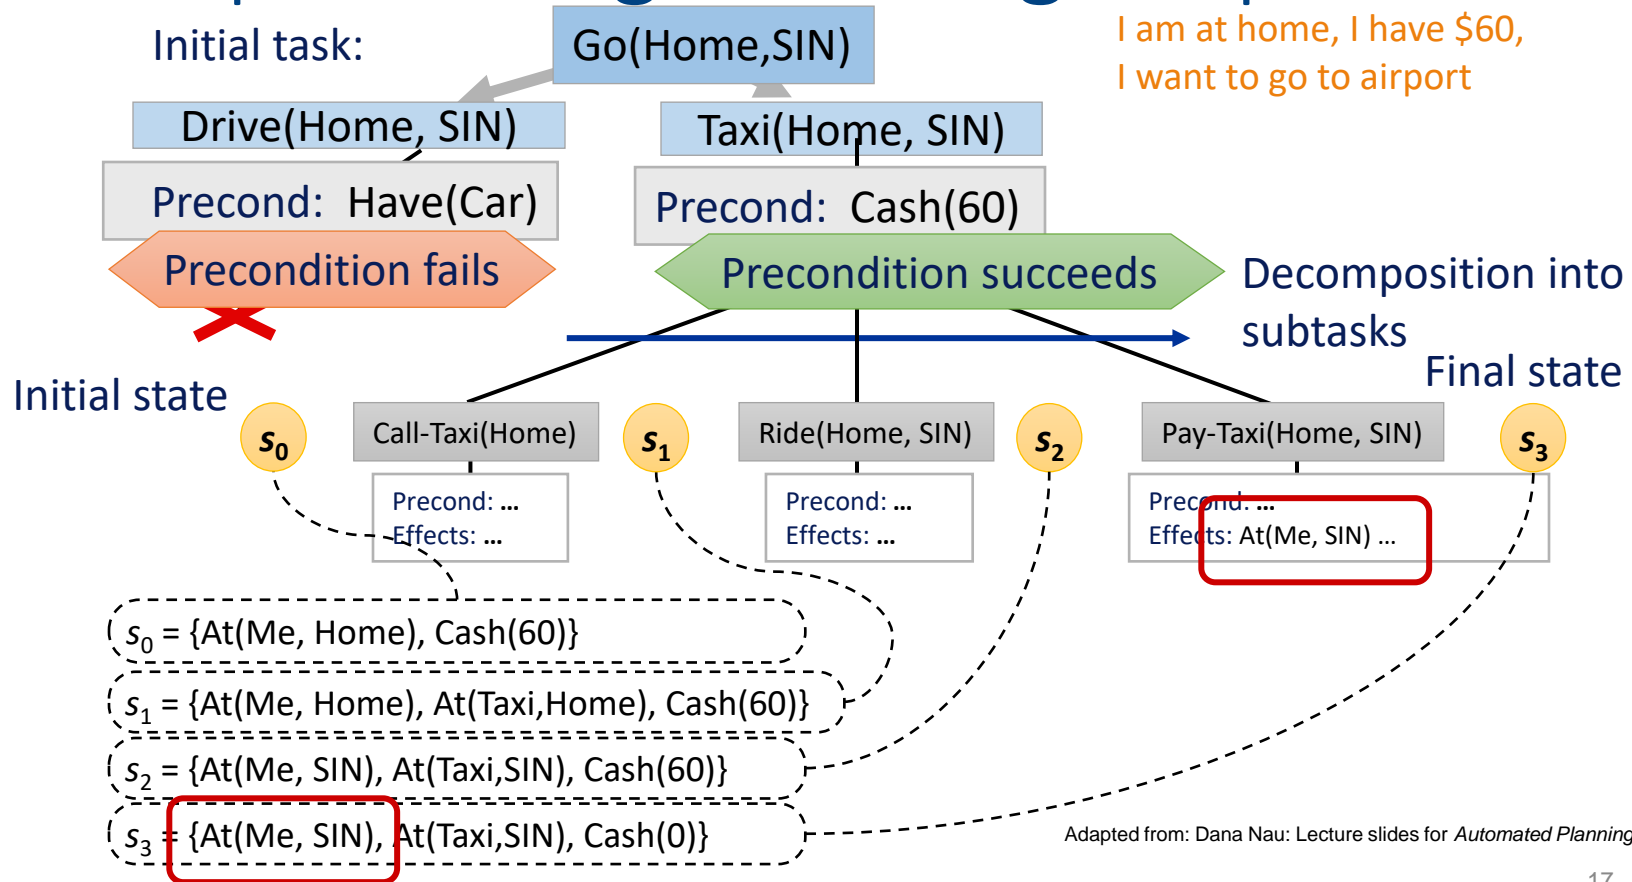 Initial task:
Go(Home,SIN)
I am at home, I have $60,
I want to go to airport
Drive(Home, SIN)
Taxi(Home, SIN)
Precond: Have(Car)
Precond: Cash(60)
Precondition fails
Precondition succeeds
Decomposition into
subtasks
Initial state
Final state
s0
Call-Taxi(Home)
s1
Ride(Home, SIN)
s2
Pay-Taxi(Home, SIN)
s3
Precond: ...
Effects: ...
Precond: ...
Effects: ...
Precond: ...
Effects: At(Me, SIN) ...
s0 = {At(Me, Home), Cash(60)}
s1 = {At(Me, Home), At(Taxi,Home), Cash(60)}
s2 = {At(Me, SIN), At(Taxi,SIN), Cash(60)}
s3 = {At(Me, SIN), At(Taxi,SIN), Cash(0)}
Adapted from: Dana Nau: Lecture slides for Automated Planning
17